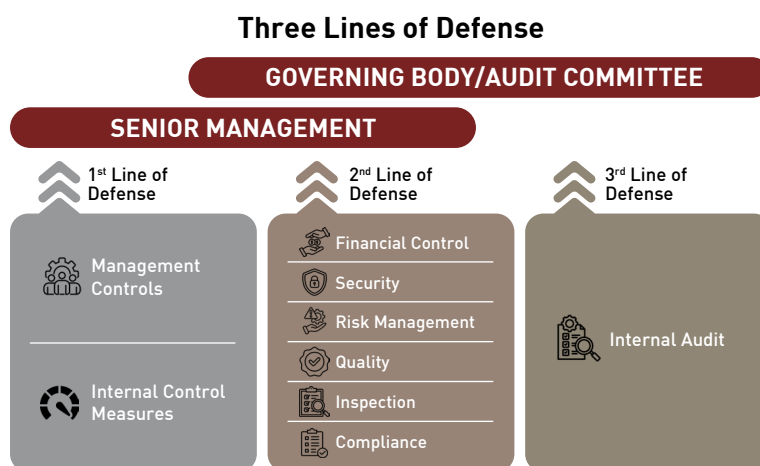 Three Lines of Defense
GOVERNING BODY/AUDIT COMMITTEE
SENIOR MANAGEMENT
1st Line of
Defense
Management
Controls
Internal Control
Measures
2nd Line of
Defense
Financial Control
Security
Risk Management
Quality
Inspection
Compliance
3rd Line of
Defense
Internal Audit